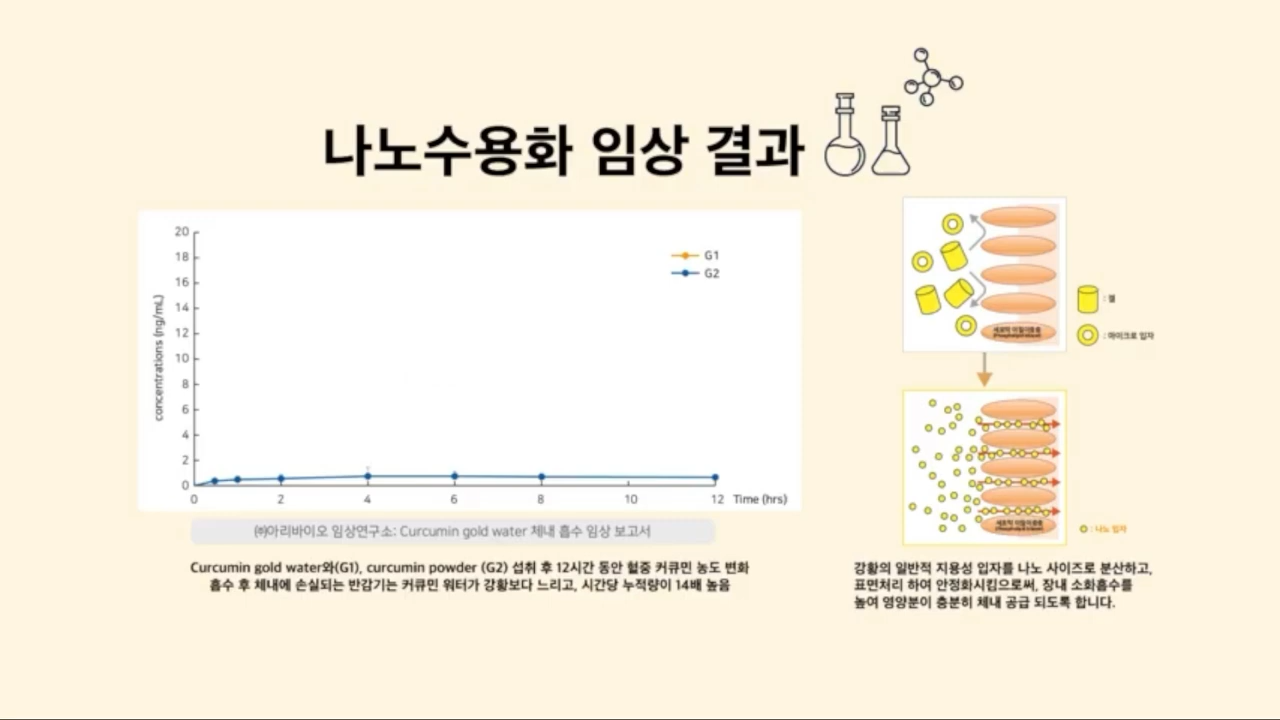 나노수용화 임상 결과
20
18
16
14
12
10
8
6
4
2
0
concentrations (ng/mL)
G1
G2
0 2 4 6 8 10 12 Time (hrs)
㈜아리바이오 임상연구소: Curcumin gold water 체내 흡수 임상 보고서
Curcumin gold water와(G1), curcumin powder (G2) 섭취 후 12시간 동안 혈중 커큐민 농도 변화
흡수 후 체내에 손실되는 반감기는 커큐민 워터가 강황보다 느리고, 시간당 누적량이 14배 높음
: 겔
: 마이크로 입자
: 나노 입자
강황의 일반적 지용성 입자를 나노 사이즈로 분산하고,
표면처리 하여 안정화시킴으로써, 장내 소화흡수를
높여 영양분이 충분히 체내 공급 되도록 합니다.